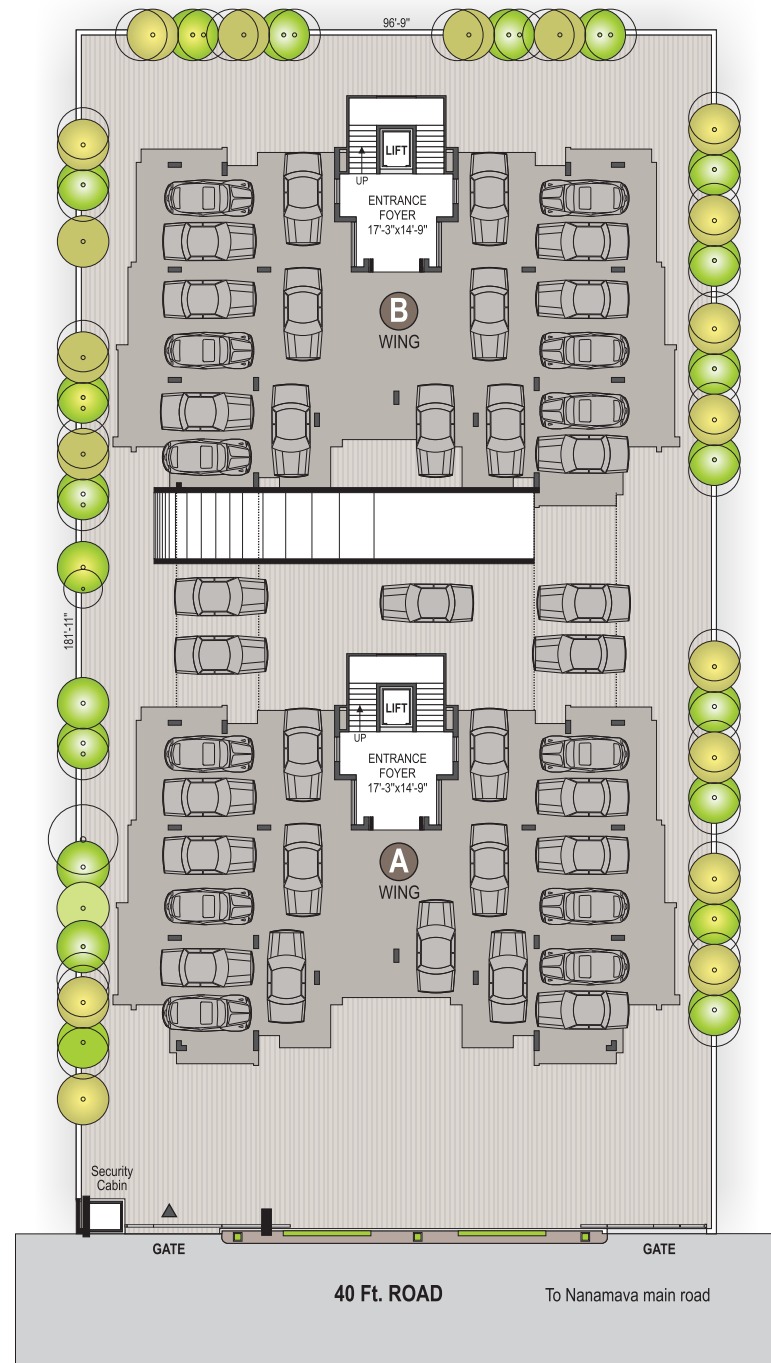 96'-9"
LIFT
UP
ENTRANCE
FOYER
17'-3"x14'-9"
B
WING
181'-11"
LIFT
UP
ENTRANCE
FOYER
17'-3"x14'-9"
A
WING
Security
Cabin
GATE
GATE
40 Ft. ROAD
To Nanamava main road